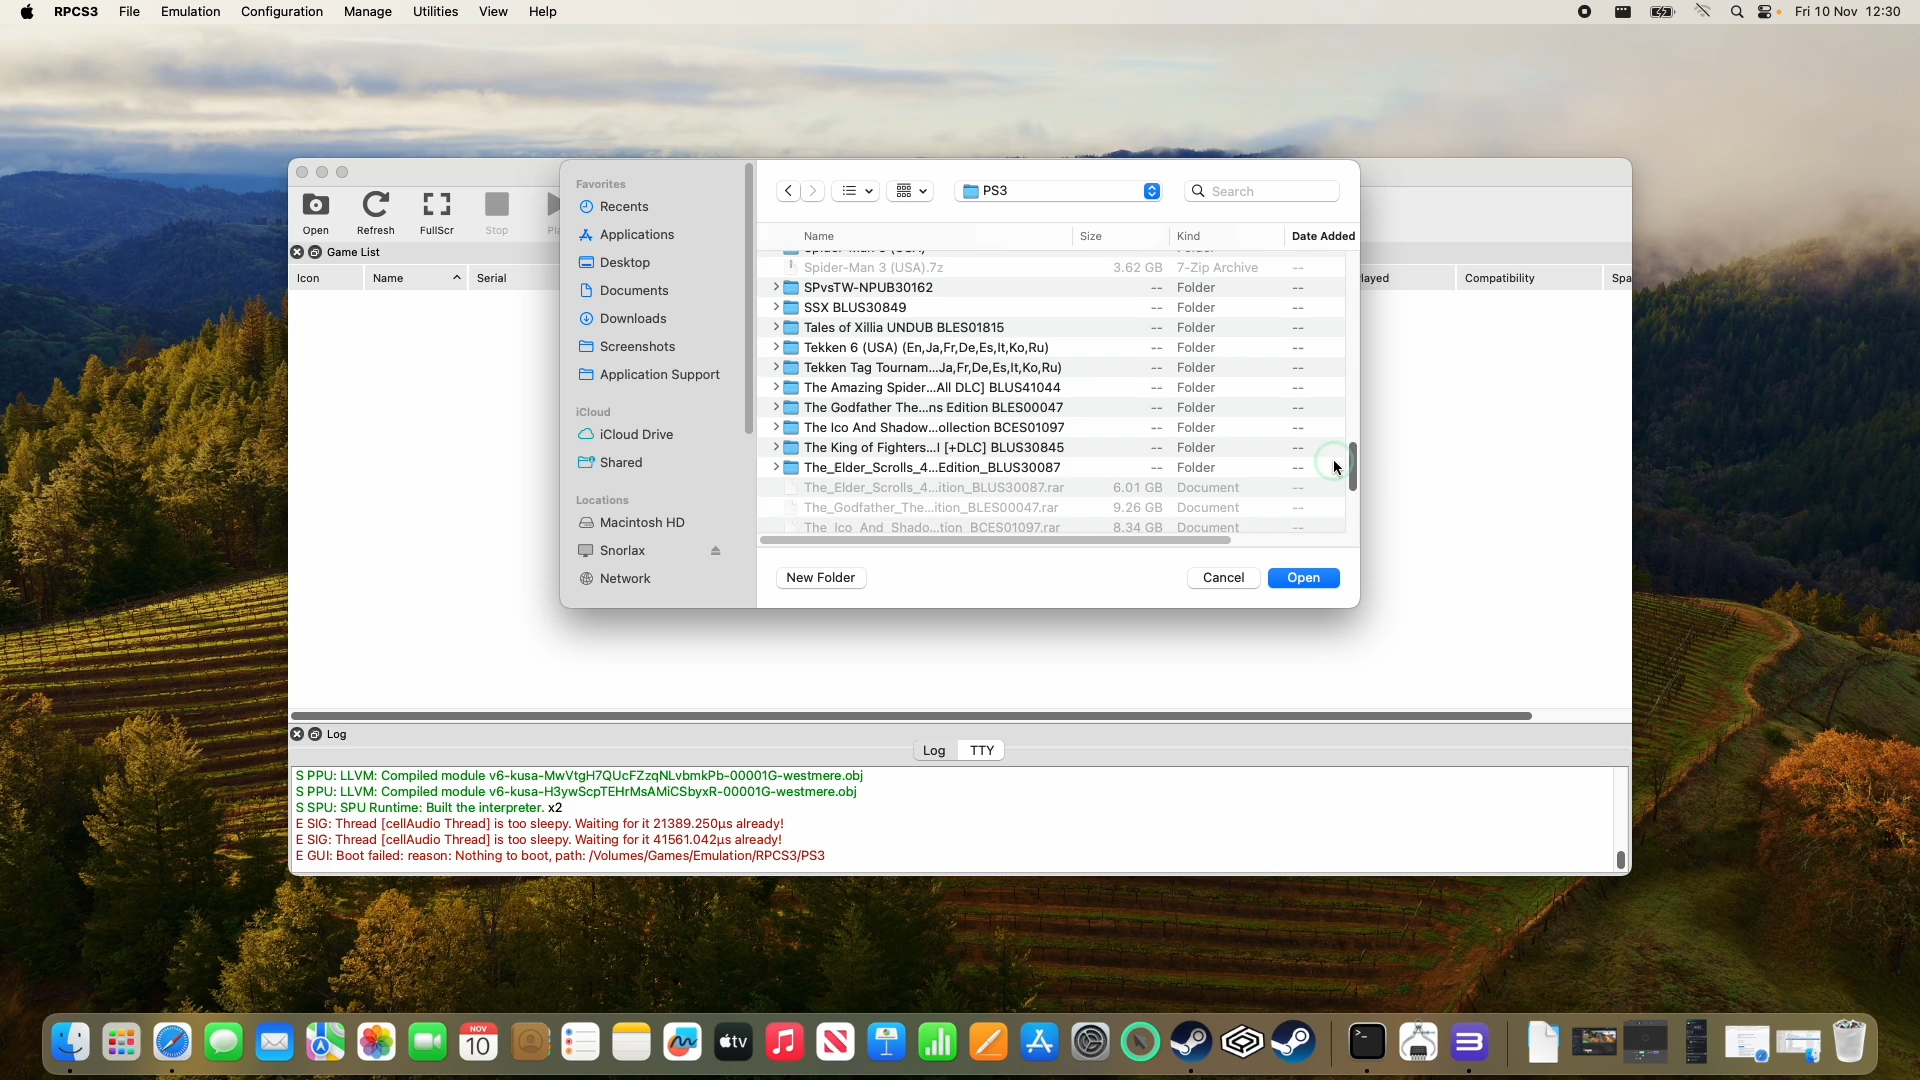 RPCS3 File Emulation Configuration Manage Utilities View Help Fri 10 Nov 12:30
Open Refresh FullScr Stop
Game List
Icon Name Serial
Compatibility
Favorites
Recents
Applications
Desktop
Documents
Downloads
Screenshots
Application Support
iCloud
iCloud Drive
Shared
Locations
Macintosh HD
Snorlax
Network
PS3 Search
Name Size Kind Date Added
Spider-Man 3 (USA).7z 3.62 GB 7-Zip Archive --
SPvsTW-NPUB30162 -- Folder --
SSX BLUS30849 -- Folder --
Tales of Xillia UNDUB BLES01815 -- Folder --
Tekken 6 (USA) (En,Ja,Fr,De,Es,It,Ko,Ru) -- Folder --
Tekken Tag Tournam...Ja,Fr,De,Es,It,Ko,Ru) -- Folder --
The Amazing Spider...All DLC] BLUS41044 -- Folder --
The Godfather The...ns Edition BLES00047 -- Folder --
The Ico And Shadow...ollection BCES01097 -- Folder --
The King of Fighters...I [+DLC] BLUS30845 -- Folder --
The_Elder_Scrolls_4...Edition_BLUS30087 -- Folder --
The_Elder_Scrolls_4...ition_BLUS30087.rar 6.01 GB Document --
The_Godfather_The...ition_BLES00047.rar 9.26 GB Document --
The_Ico_And_Shado...tion_BCES01097.rar 8.34 GB Document --
New Folder Cancel Open
Log
Log TTY
S PPU: LLVM: Compiled module v6-kusa-MwVtgH7QUcFZzqNLvbmkPb-00001G-westmere.obj
S PPU: LLVM: Compiled module v6-kusa-H3ywScpTEHrMsAMiCSbyxR-00001G-westmere.obj
S SPU: SPU Runtime: Built the interpreter. x2
E SIG: Thread [cellAudio Thread] is too sleepy. Waiting for it 21389.250µs already!
E SIG: Thread [cellAudio Thread] is too sleepy. Waiting for it 41561.042µs already!
E GUI: Boot failed: reason: Nothing to boot, path: /Volumes/Games/Emulation/RPCS3/PS3
NOV
10
tv